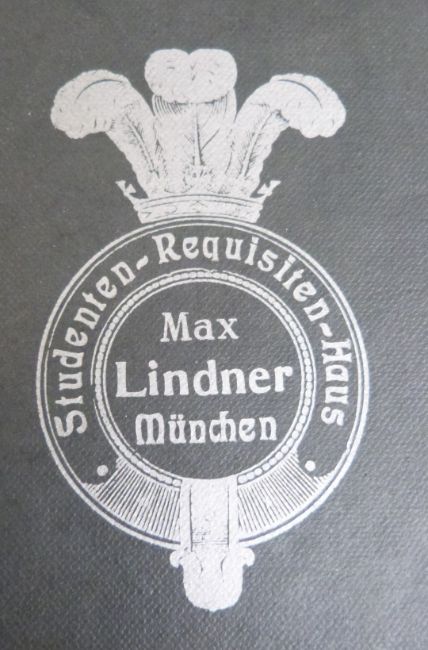 Studenten-Requisiten-Haus
Max
Lindner
München